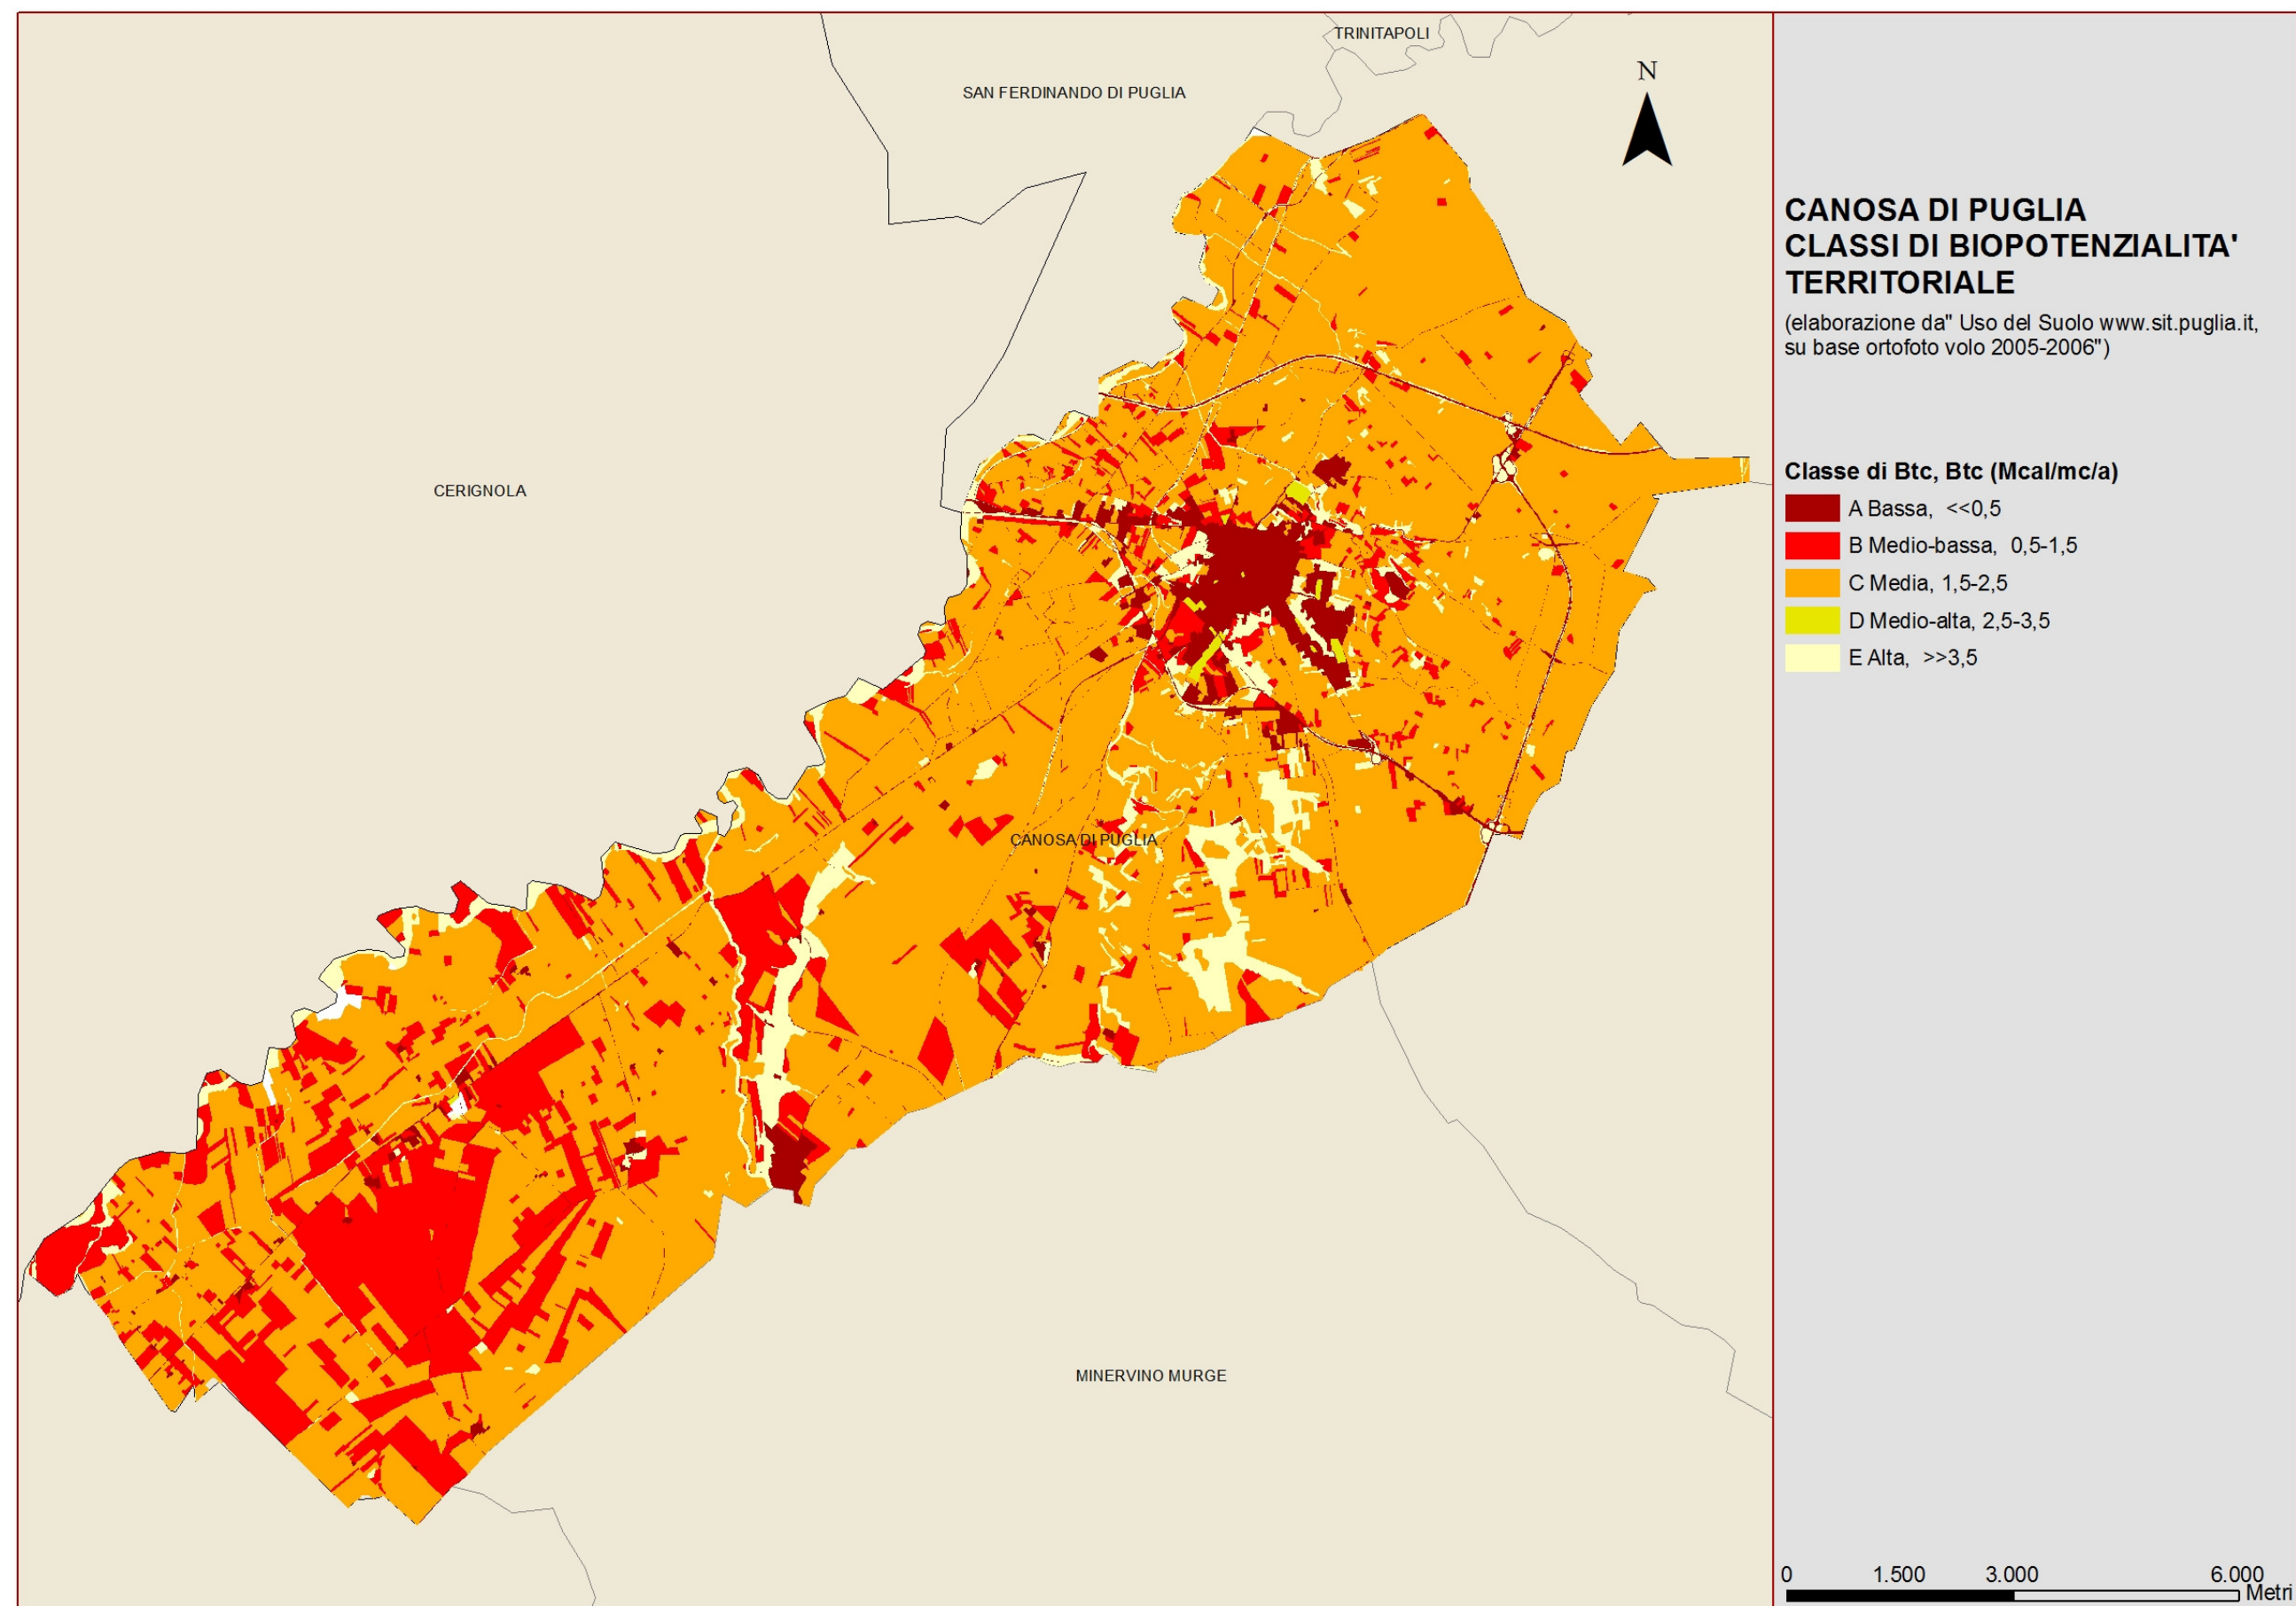 TRINITAPOLI
SAN FERDINANDO DI PUGLIA
N
CERIGNOLA
CANOSA DI PUGLIA
MINERVINO MURGE
CANOSA DI PUGLIA
CLASSI DI BIOPOTENZIALITA'
TERRITORIALE
(elaborazione da" Uso del Suolo www.sit.puglia.it,
su base ortofoto volo 2005-2006")
Classe di Btc, Btc (Mcal/mc/a)
A Bassa, <<0,5
B Medio-bassa, 0,5-1,5
C Media, 1,5-2,5
D Medio-alta, 2,5-3,5
E Alta, >>3,5
0 1.500 3.000 6.000
Metri